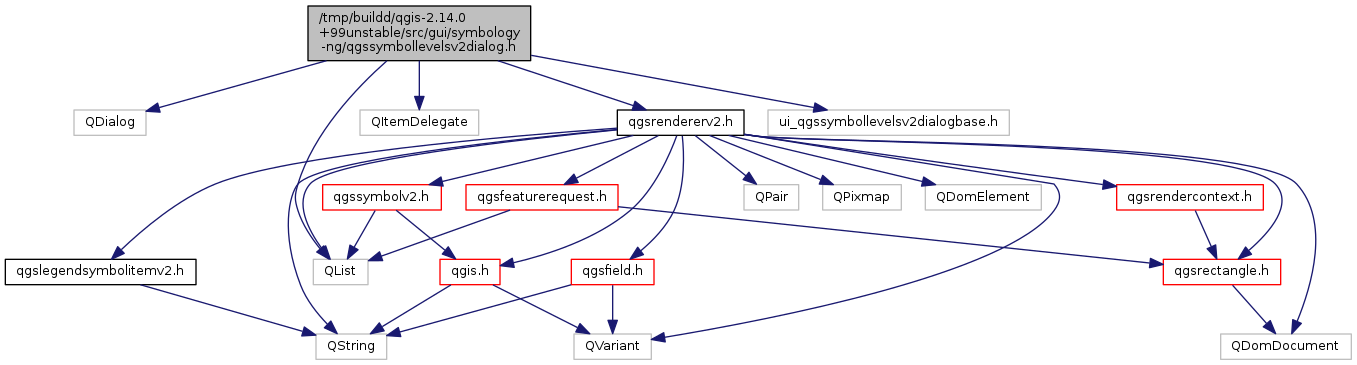 /tmp/buildd/qgis-2.14.0
+99unstable/src/gui/symbology
-ng/qgssymbollevelsv2dialog.h
QDialog
QItemDelegate
qgsrendererv2.h
ui_qgssymbollevelsv2dialogbase.h
qgssymbolv2.h
qgsfeaturerequest.h
QPair
QPixmap
QDomElement
qgsrendercontext.h
qgslegendsymbolitemv2.h
QList
qgis.h
qgsfield.h
qgsrectangle.h
QString
QVariant
QDomDocument